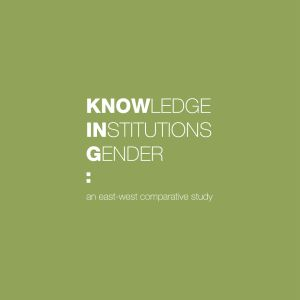 KNOWLEDGE
INSTITUTIONS
GENDER
:
an east-west comparative study